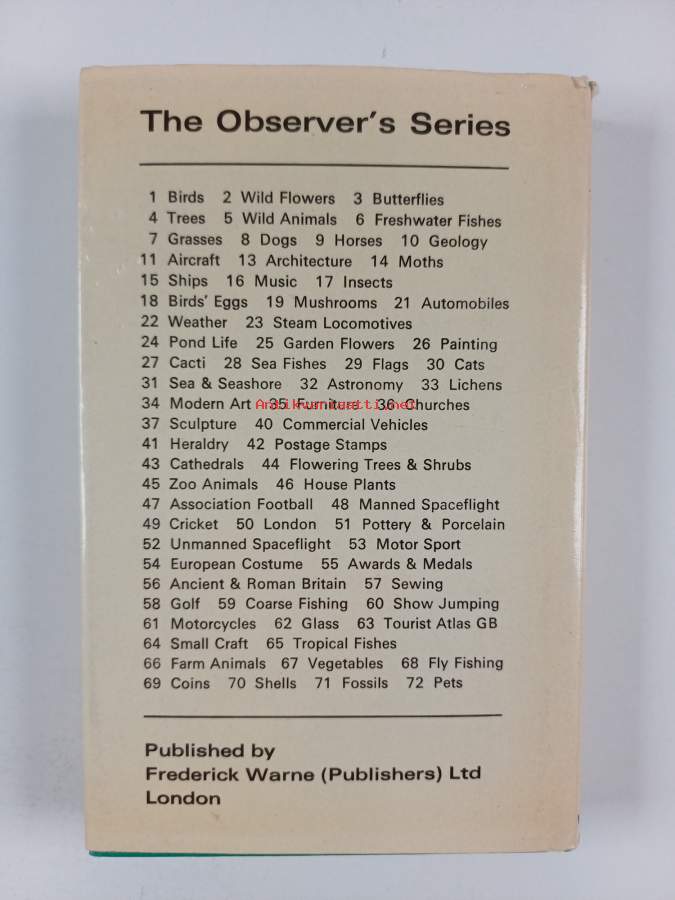 The Observer's Series
1 Birds 2 Wild Flowers 3 Butterflies
4 Trees 5 Wild Animals 6 Freshwater Fishes
7 Grasses 8 Dogs 9 Horses 10 Geology
11 Aircraft 13 Architecture 14 Moths
15 Ships 16 Music 17 Insects
18 Birds' Eggs 19 Mushrooms 21 Automobiles
22 Weather 23 Steam Locomotives
24 Pond Life 25 Garden Flowers 26 Painting
27 Cacti 28 Sea Fishes 29 Flags 30 Cats
31 Sea & Seashore 32 Astronomy 33 Lichens
34 Modern Art 35 Furniture 36 Churches
Antikvariaatti.net
37 Sculpture 40 Commercial Vehicles
41 Heraldry 42 Postage Stamps
43 Cathedrals 44 Flowering Trees & Shrubs
45 Zoo Animals 46 House Plants
47 Association Football 48 Manned Spaceflight
49 Cricket 50 London 51 Pottery & Porcelain
52 Unmanned Spaceflight 53 Motor Sport
54 European Costume 55 Awards & Medals
56 Ancient & Roman Britain 57 Sewing
58 Golf 59 Coarse Fishing 60 Show Jumping
61 Motorcycles 62 Glass 63 Tourist Atlas GB
64 Small Craft 65 Tropical Fishes
66 Farm Animals 67 Vegetables 68 Fly Fishing
69 Coins 70 Shells 71 Fossils 72 Pets
Published by
Frederick Warne (Publishers) Ltd
London